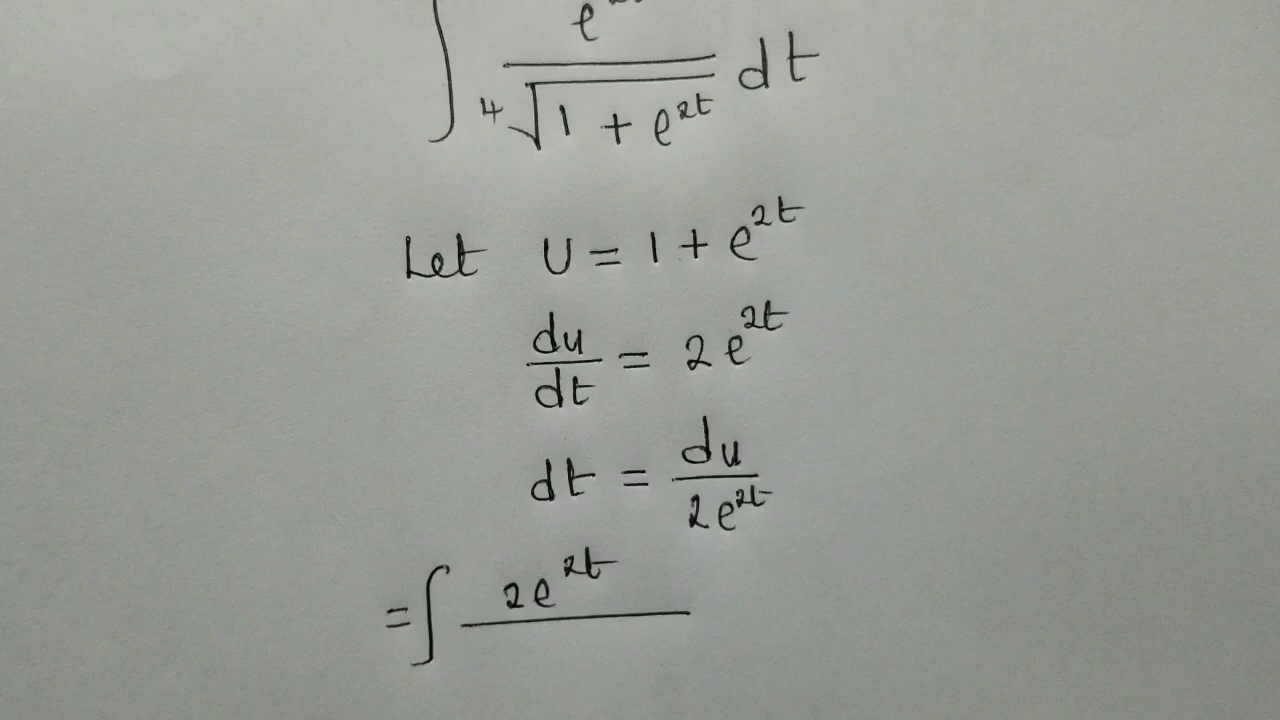 ∫ e / ⁴√(1 + e^{2t}) dt
Let U = 1 + e^{2t}
du/dt = 2e^{2t}
dt = du / 2e^{2t}
= ∫ 2e^{2t} /